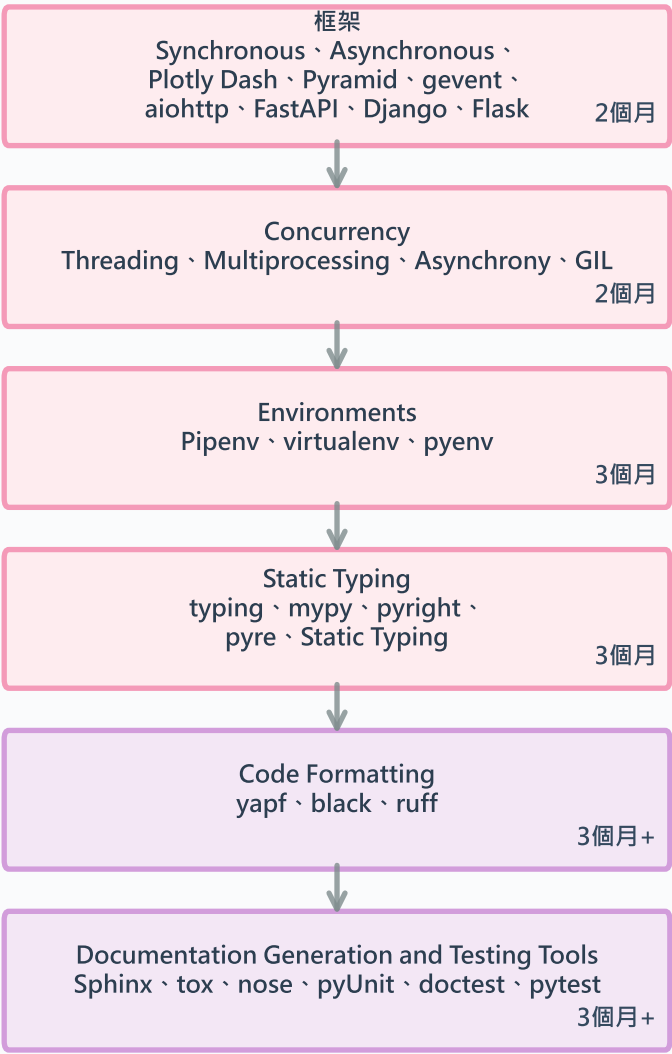 框架
Synchronous、Asynchronous、
Plotly Dash、Pyramid、gevent、
aiohttp、FastAPI、Django、Flask
2個月
Concurrency
Threading、Multiprocessing、Asynchrony、GIL
2個月
Environments
Pipenv、virtualenv、pyenv
3個月
Static Typing
typing、mypy、pyright、
pyre、Static Typing
3個月
Code Formatting
yapf、black、ruff
3個月+
Documentation Generation and Testing Tools
Sphinx、tox、nose、pyUnit、doctest、pytest
3個月+